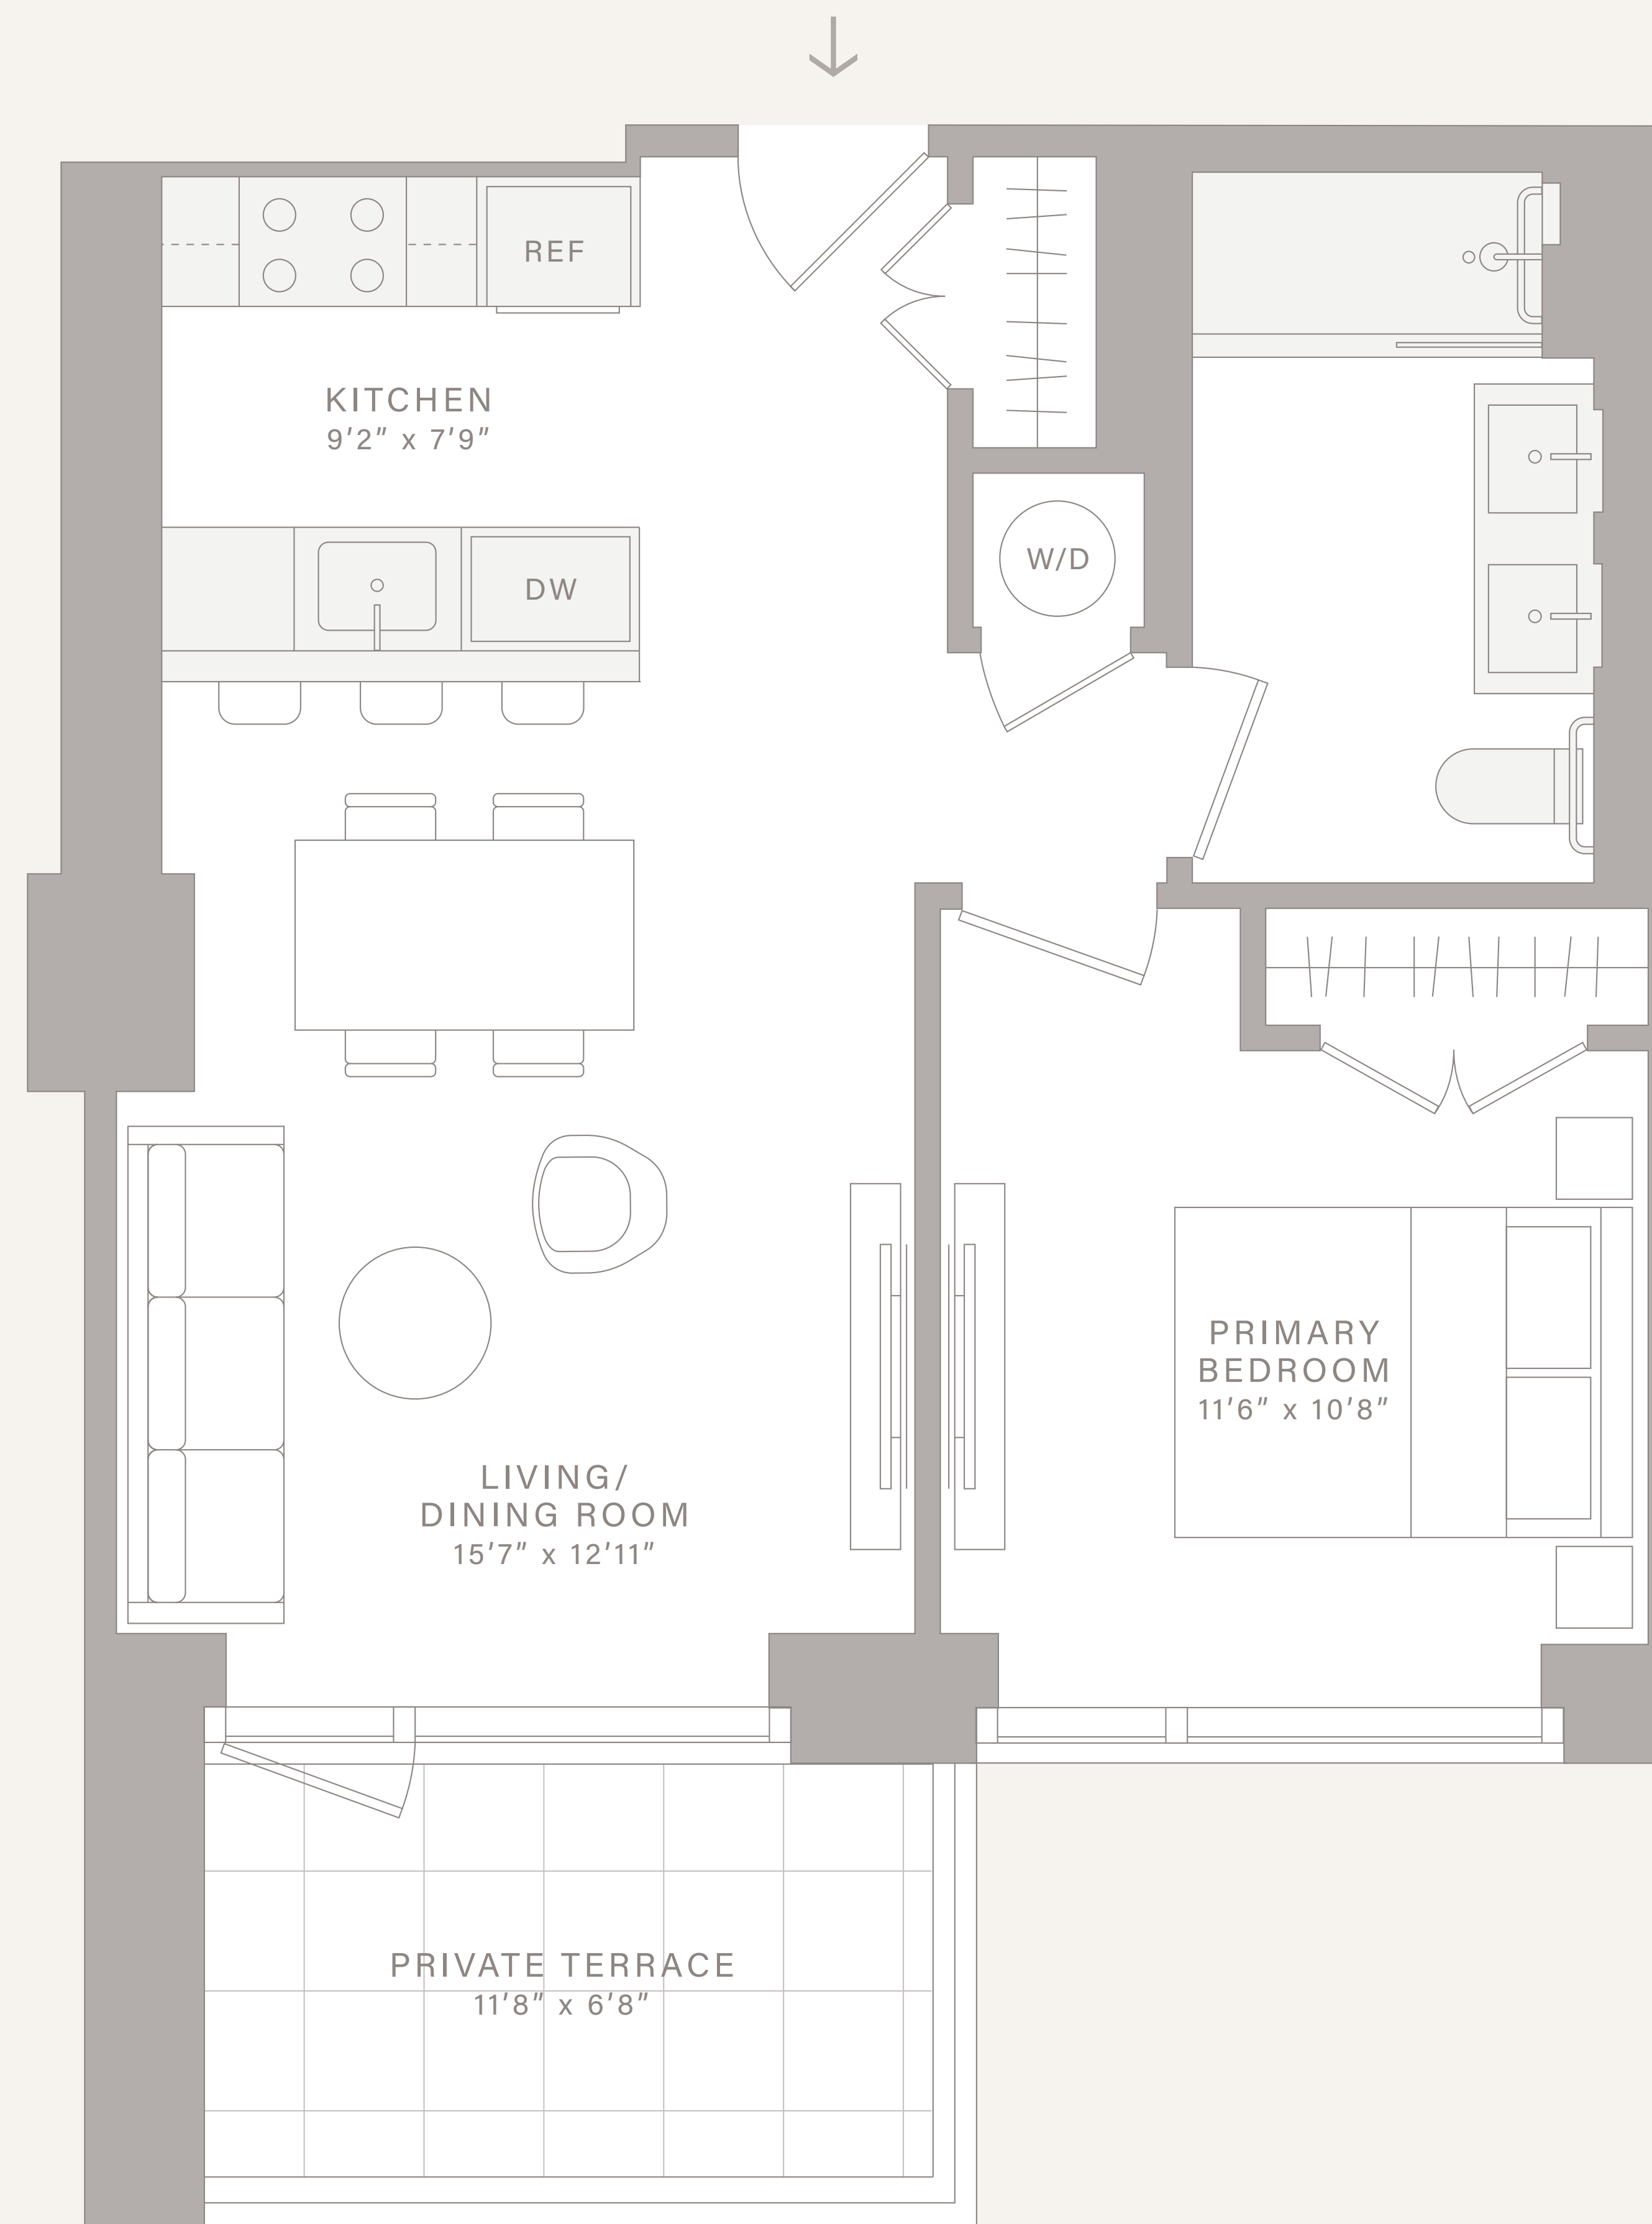 REF
KITCHEN
9’2” x 7’9”
W/D
DW
PRIMARY
BEDROOM
11’6” x 10’8”
LIVING/
DINING ROOM
15’7” x 12’11”
PRIVATE TERRACE
11’8” x 6’8”